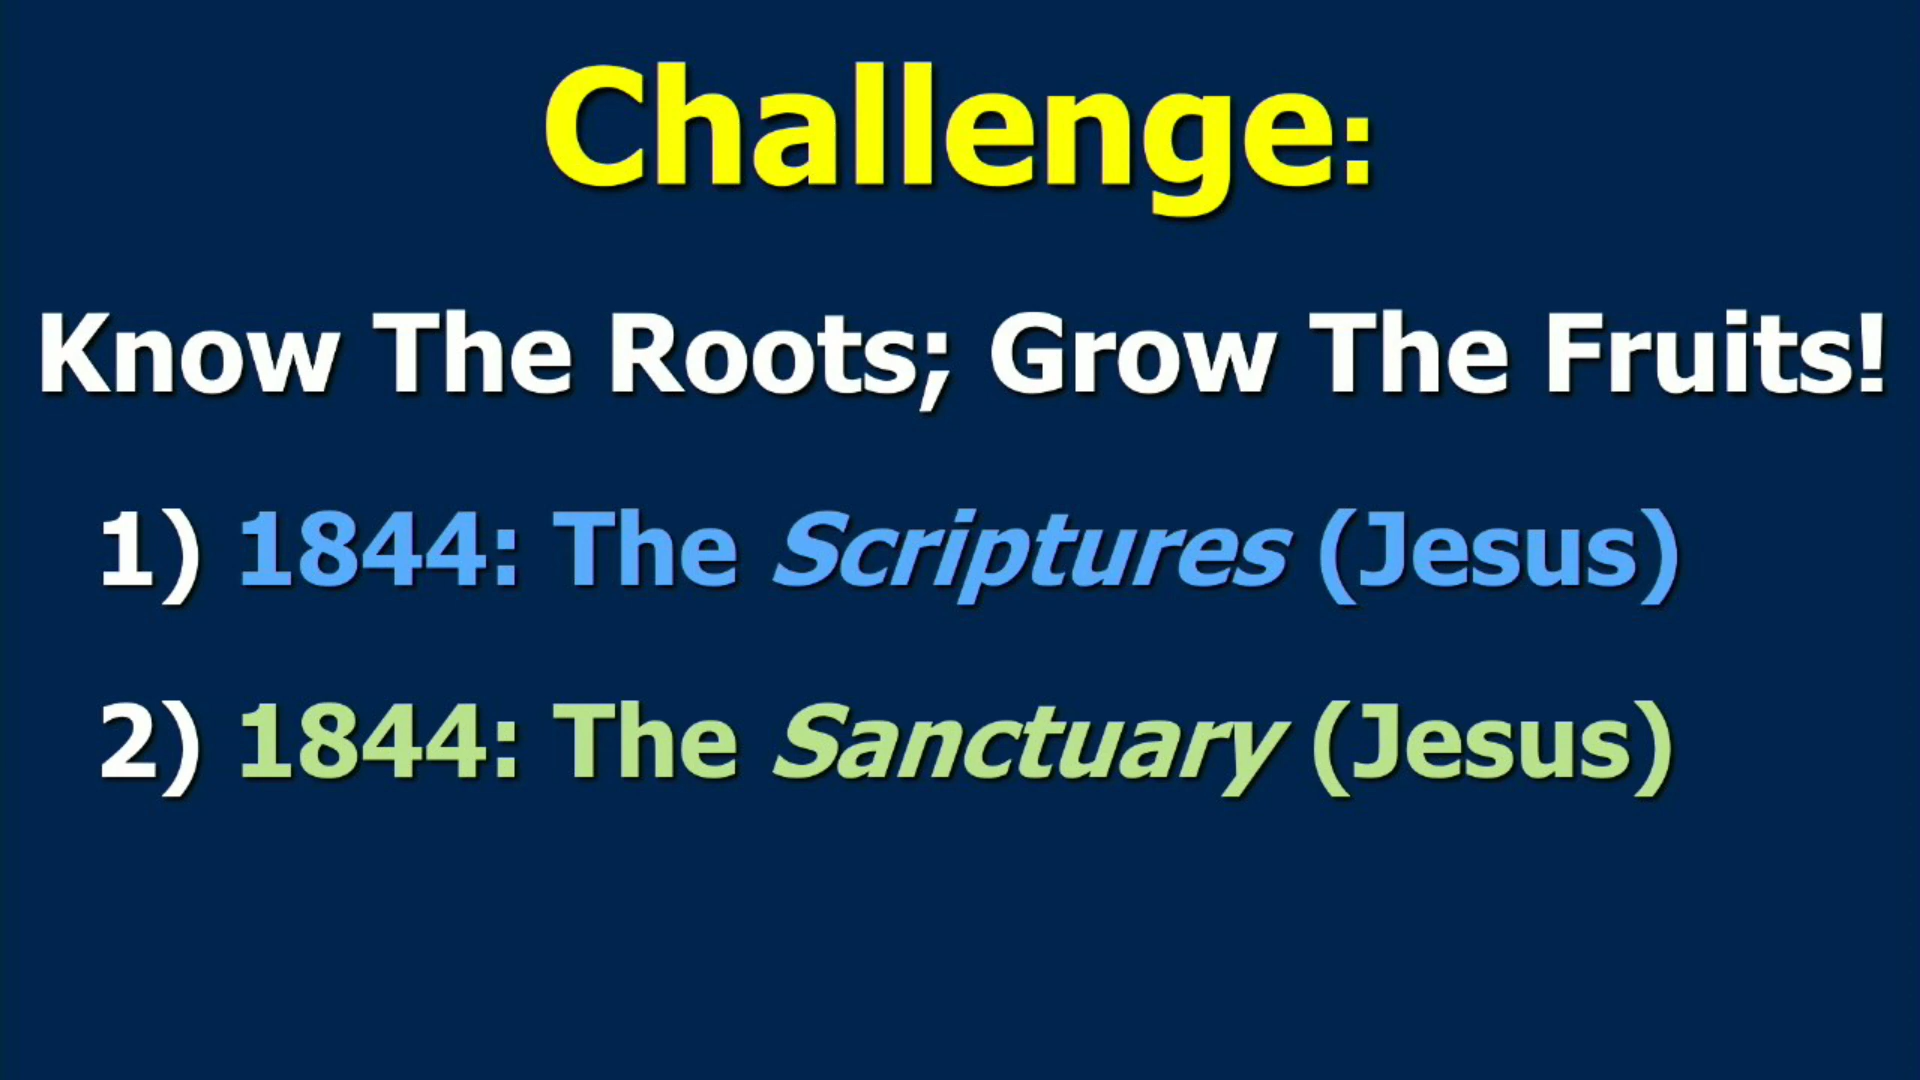 Challenge:
Know The Roots; Grow The Fruits!
1) 1844: The Scriptures (Jesus)
2) 1844: The Sanctuary (Jesus)